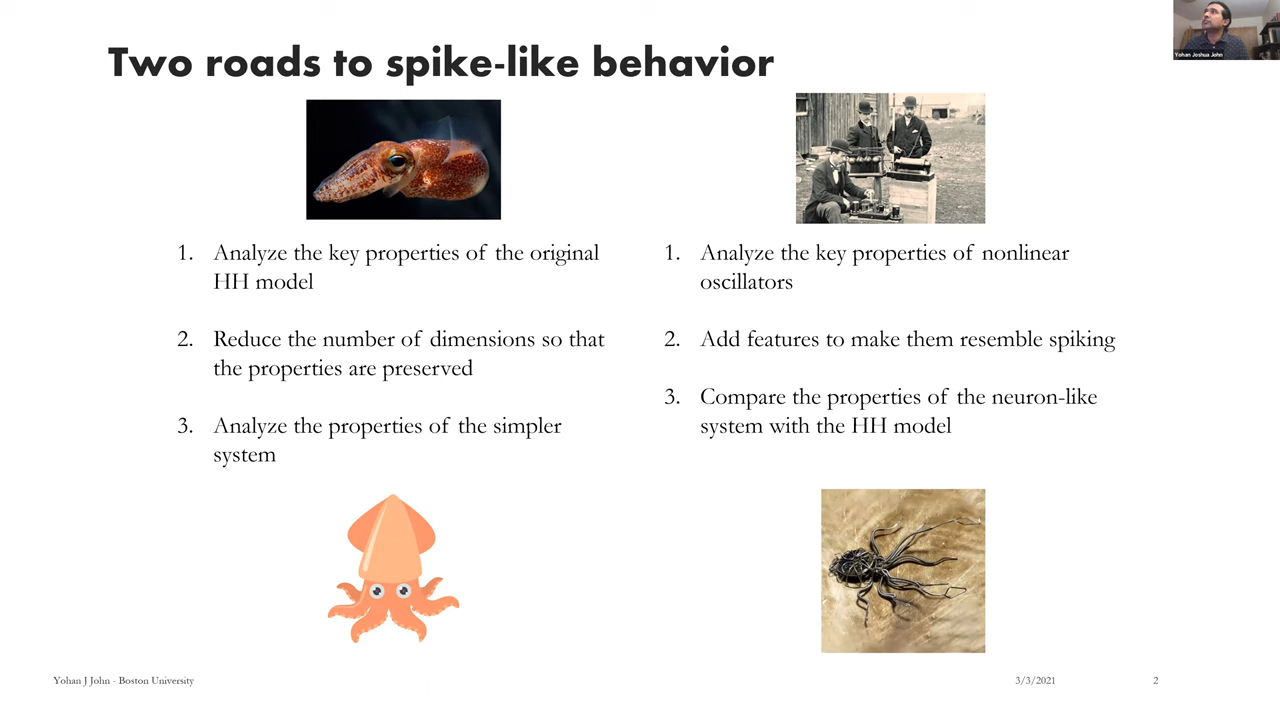 Two roads to spike-like behavior
Yohan Joshua John
1. Analyze the key properties of the original
HH model
2. Reduce the number of dimensions so that
the properties are preserved
3. Analyze the properties of the simpler
system
1. Analyze the key properties of nonlinear
oscillators
2. Add features to make them resemble spiking
3. Compare the properties of the neuron-like
system with the HH model
Yohan J John - Boston University
3/3/2021
2